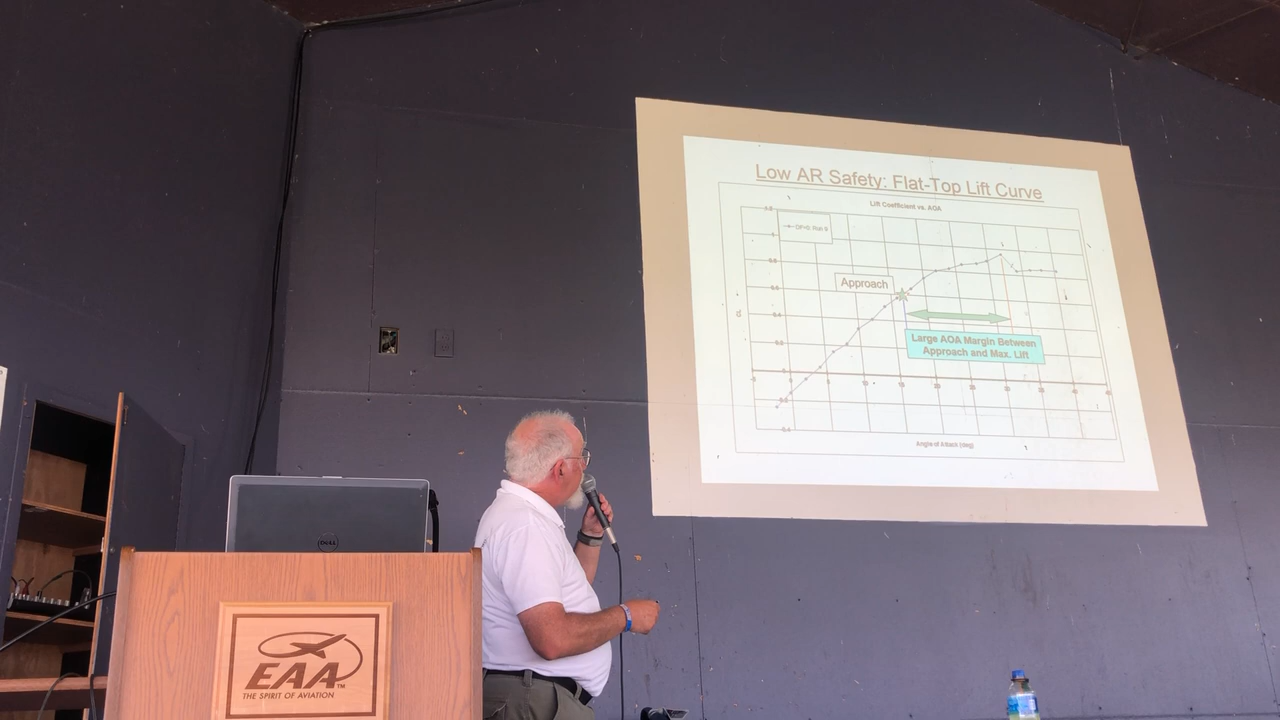 Low AR Safety: Flat-Top Lift Curve
Lift Coefficient vs. AOA
Approach
Large AOA Margin Between
Approach and Max. Lift
Angle of Attack (deg)
DELL
EAA™
THE SPIRIT OF AVIATION